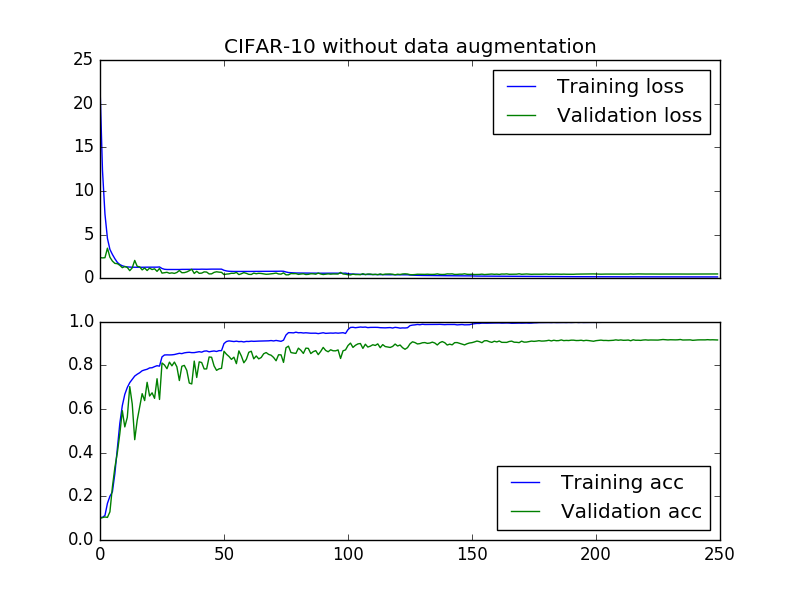 CIFAR-10 without data augmentation
25
20
15
10
5
0
Training loss
Validation loss
1.0
0.8
0.6
0.4
0.2
0.0
Training acc
Validation acc
0 50 100 150 200 250